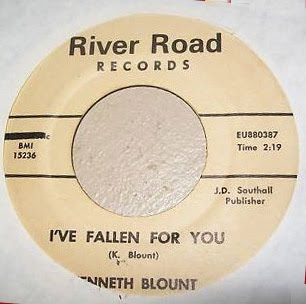 River Road
RECORDS
BMI
15236
EU880387
Time 2:19
J.D. Southall
Publisher
I'VE FALLEN FOR YOU
(K. Blount)
ENNETH BLOUNT